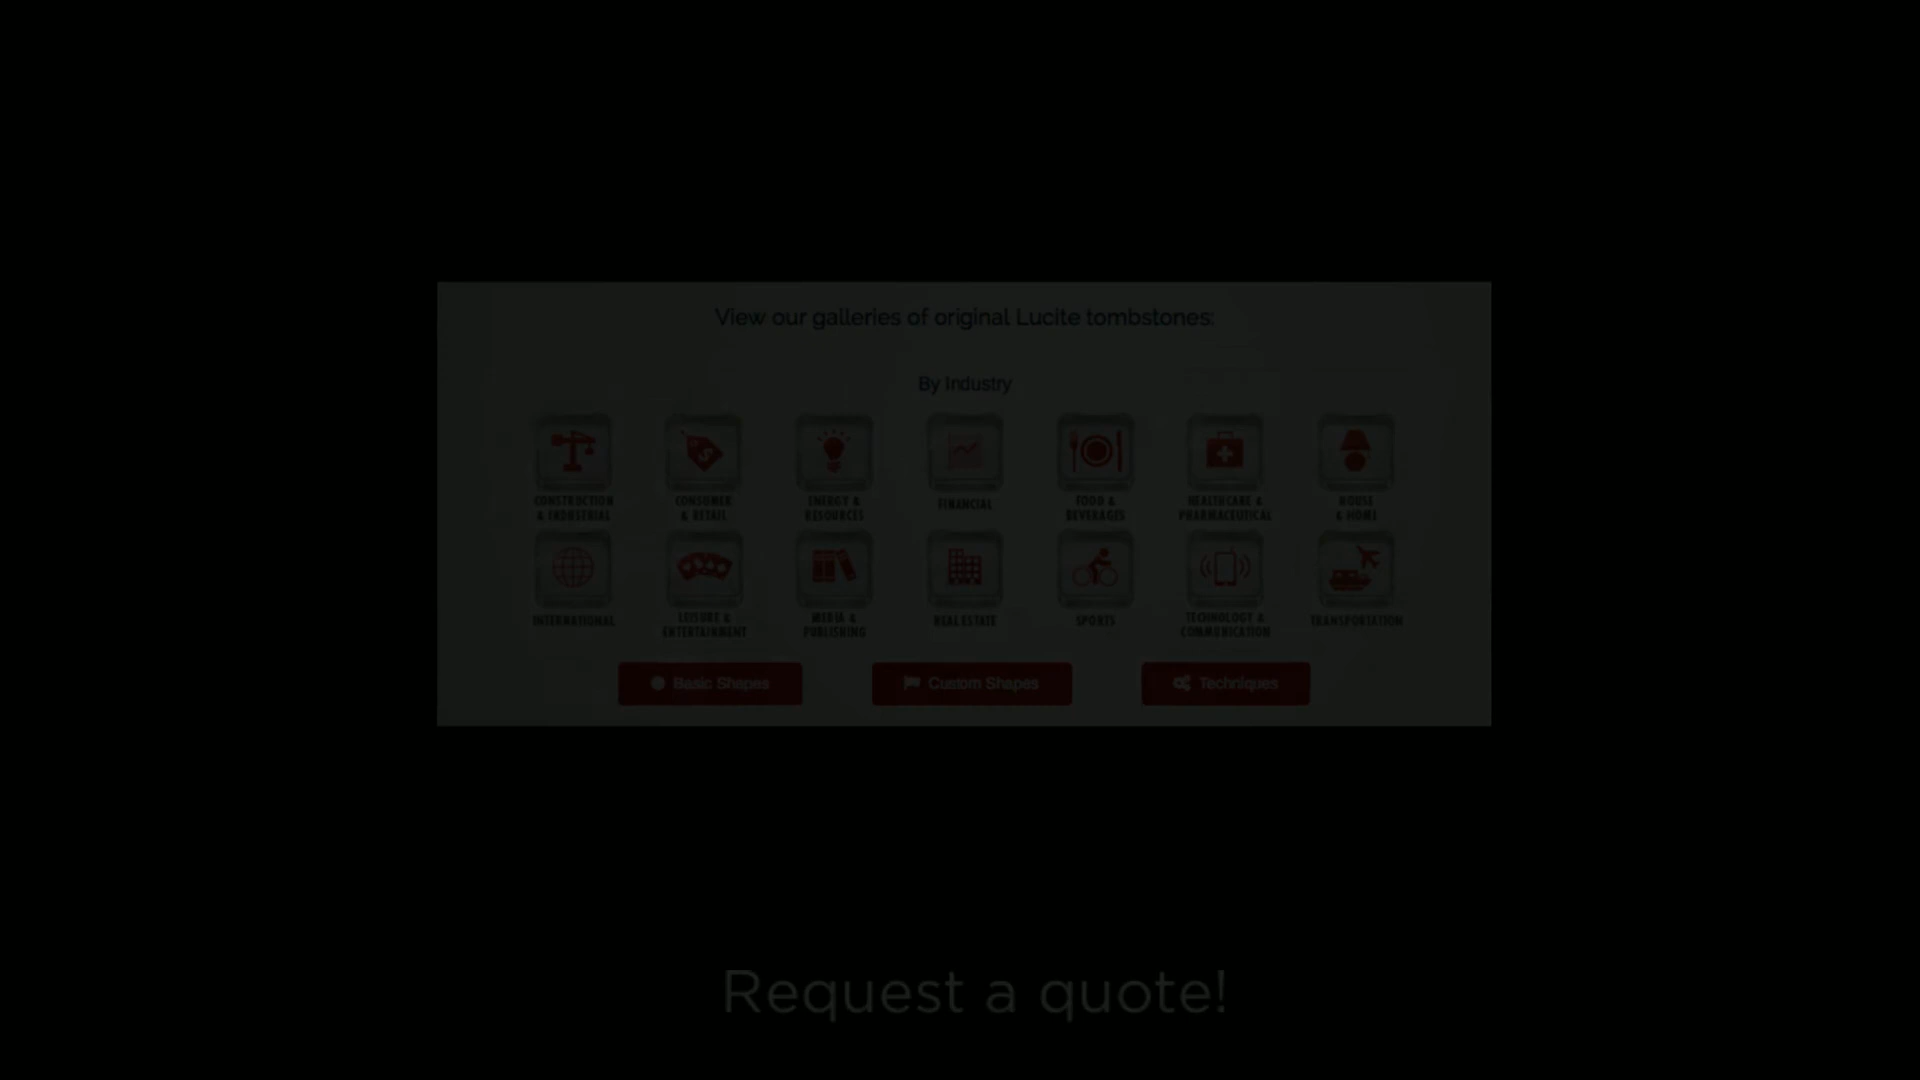 View our galleries of original Lucite tombstones:
By Industry
CONSTRUCTION
& INDUSTRIAL
CONSUMER
& RETAIL
ENERGY &
RESOURCES
FINANCIAL
FOOD &
BEVERAGES
HEALTHCARE &
PHARMACEUTICAL
HOUSE
& HOME
INTERNATIONAL
LEISURE &
ENTERTAINMENT
MEDIA &
PUBLISHING
REAL ESTATE
SPORTS
TECHNOLOGY &
COMMUNICATION
TRANSPORTATION
Basic Shapes
Custom Shapes
Techniques
Request a quote!